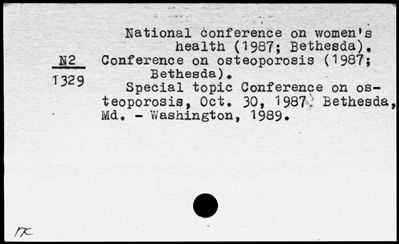 National conference on women's
health (1987; Bethesda).
N2
1329
Conference on osteoporosis (1987;
Bethesda).
Special topic Conference on os-
teoporosis, Oct. 30, 1987 Bethesda,
Md. - Washington, 1989.